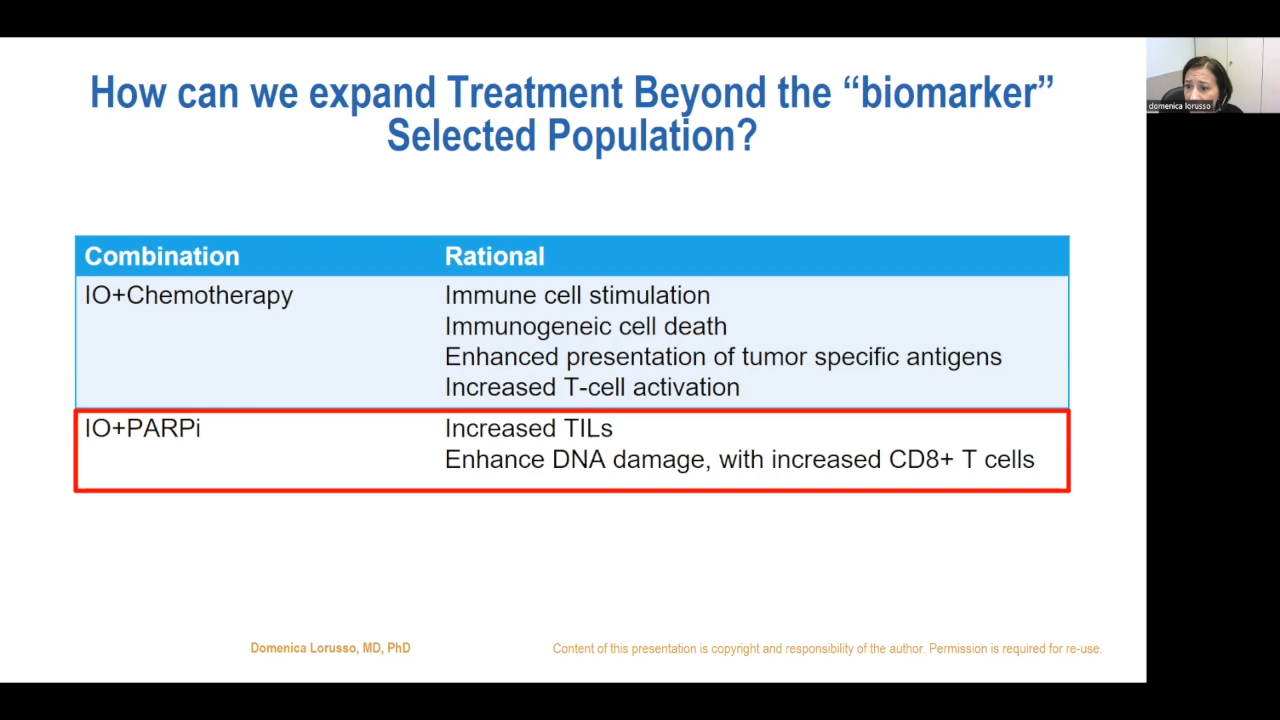 How can we expand Treatment Beyond the “biomarker”
Selected Population?
domenica lorusso
Combination Rational
IO+Chemotherapy Immune cell stimulation
Immunogeneic cell death
Enhanced presentation of tumor specific antigens
Increased T-cell activation
IO+PARPi Increased TILs
Enhance DNA damage, with increased CD8+ T cells
Domenica Lorusso, MD, PhD Content of this presentation is copyright and responsibility of the author. Permission is required for re-use.